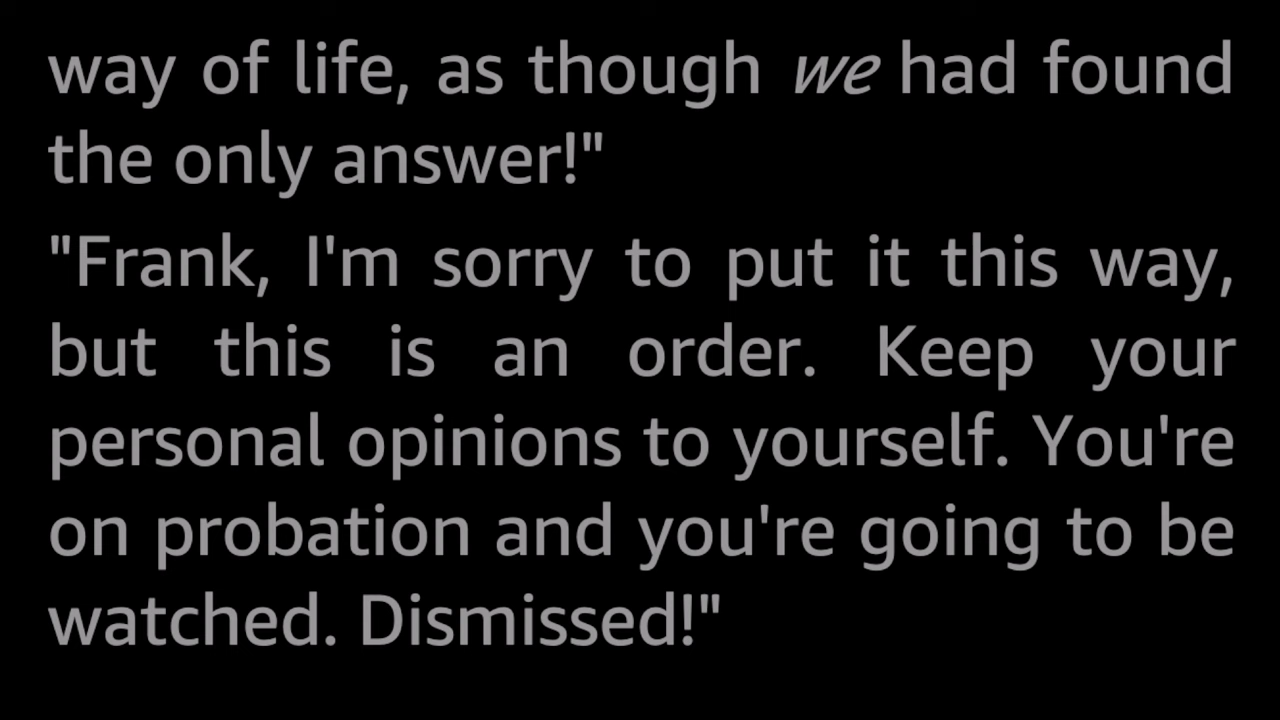 way of life, as though we had found
the only answer!"
"Frank, I'm sorry to put it this way,
but this is an order. Keep your
personal opinions to yourself. You're
on probation and you're going to be
watched. Dismissed!"